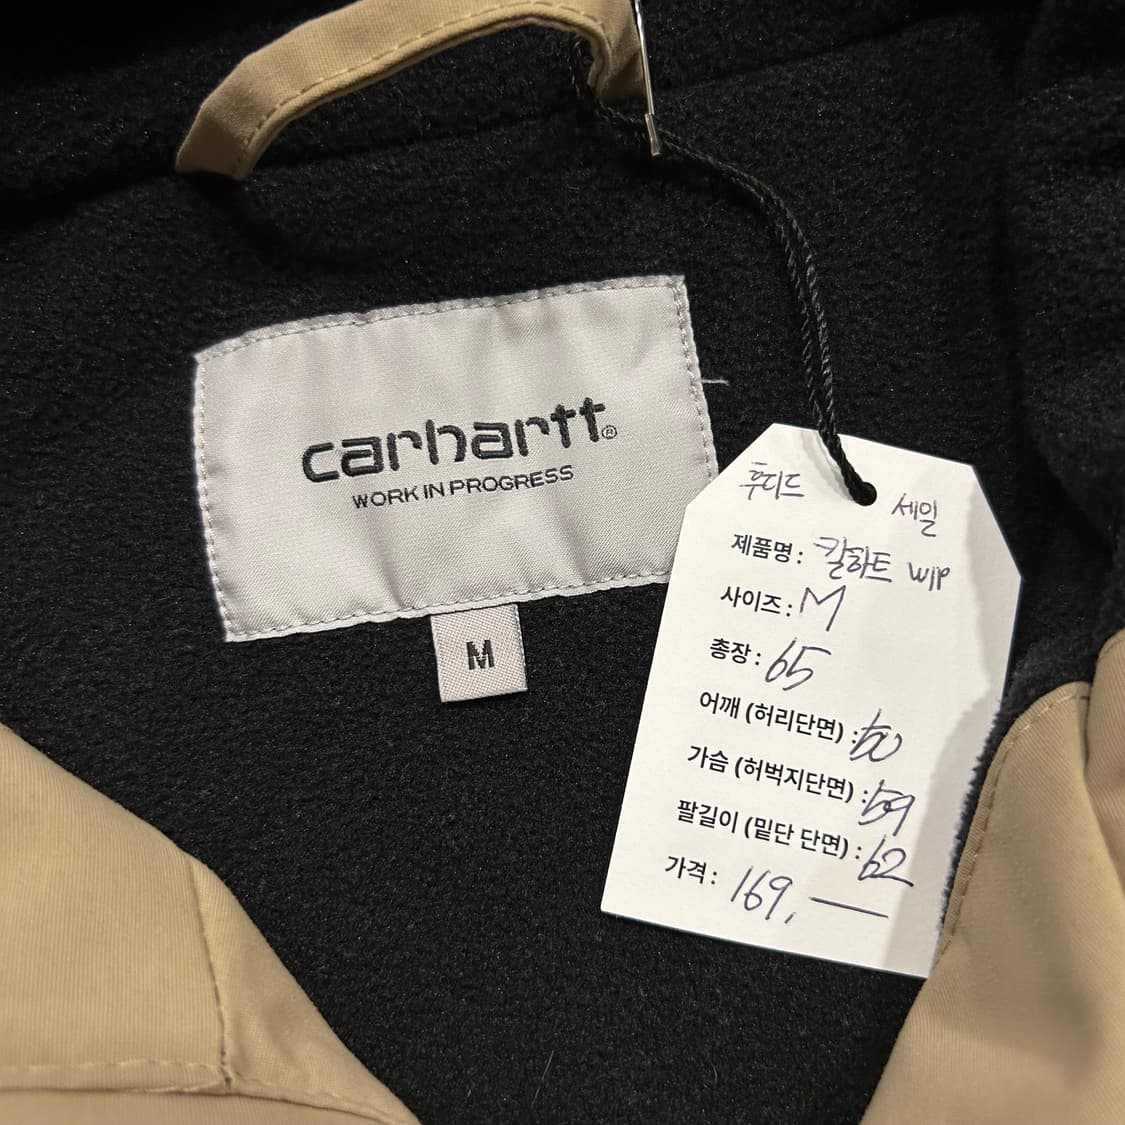 carhartt®
WORK IN PROGRESS
M
후디드
세일
제품명: 칼하트 WIP
사이즈: M
총장: 65
어깨 (허리단면) : 50
가슴 (허벅지단면) : 59
팔길이 (밑단 단면) : 62
가격: 169,—